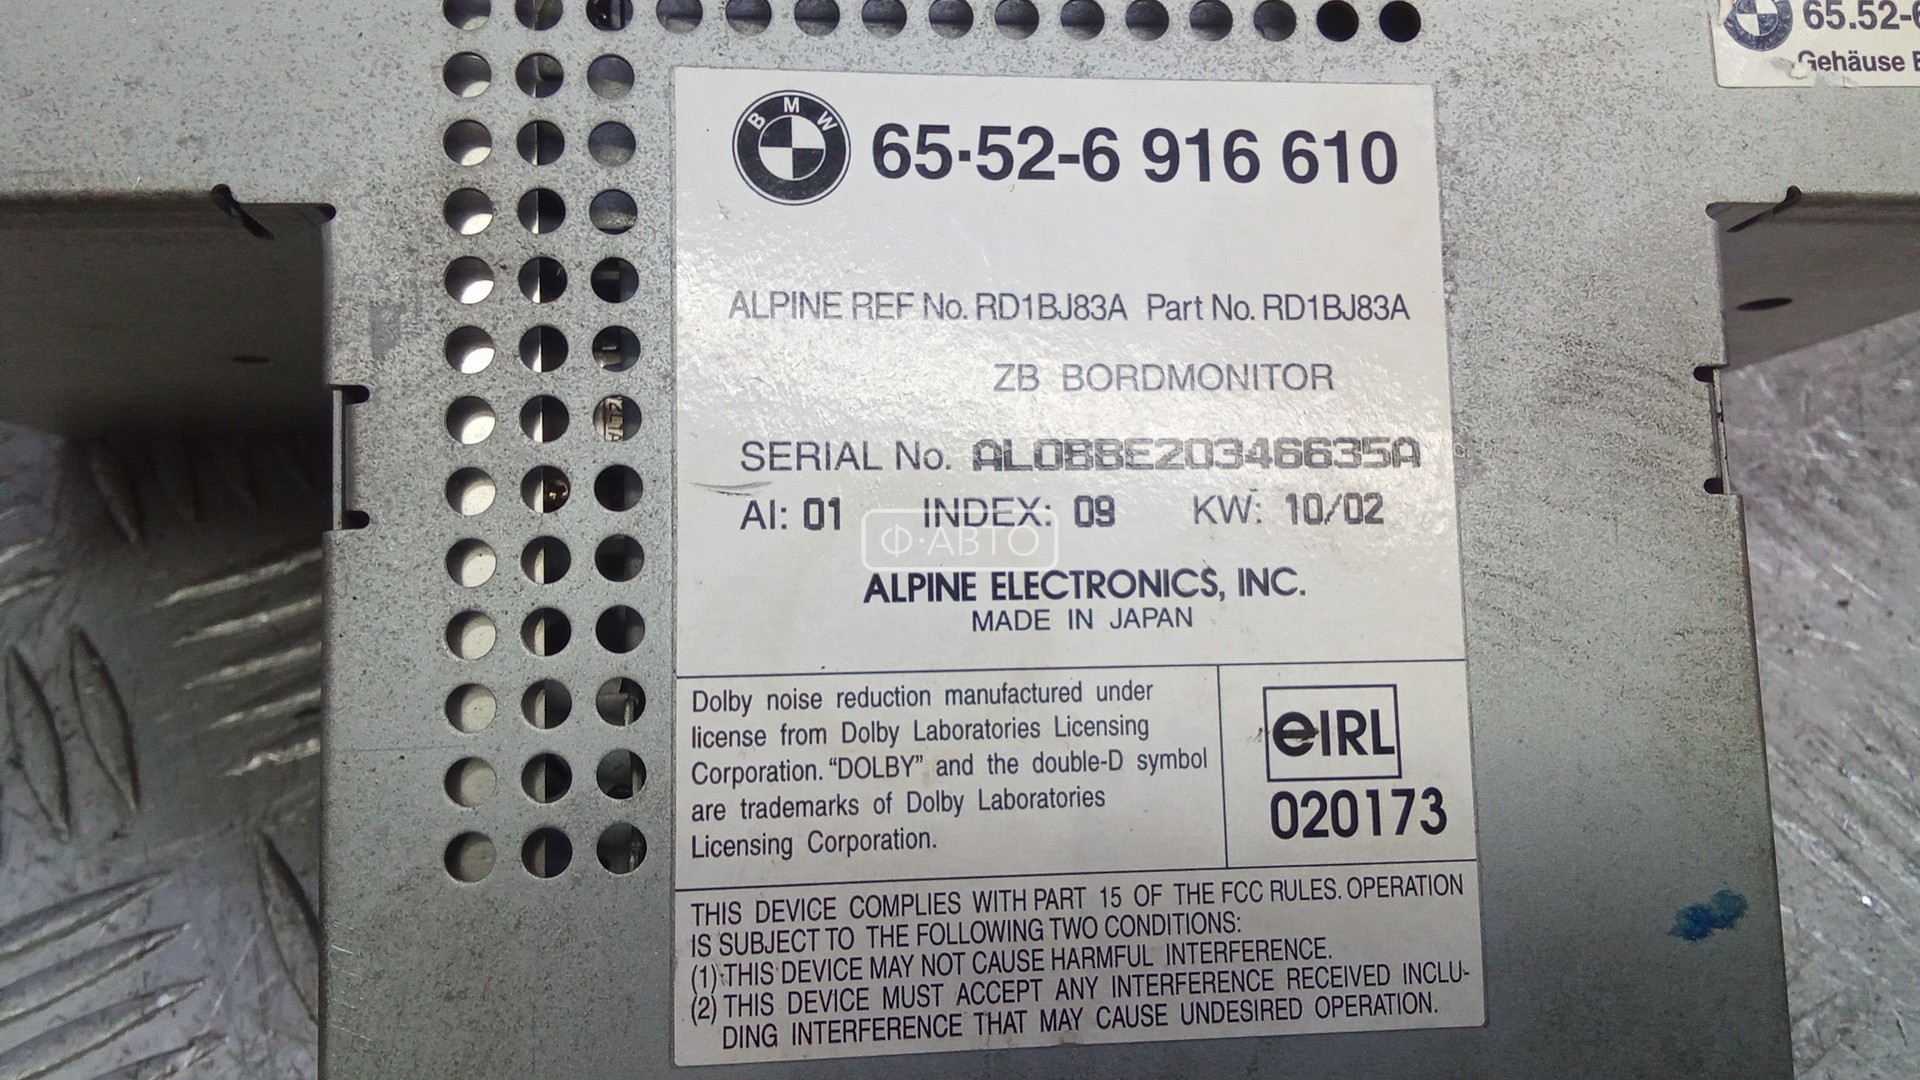 65.52-6
Gehäuse
BMW 65·52-6 916 610
ALPINE REF No. RD1BJ83A Part No. RD1BJ83A
ZB BORDMONITOR
SERIAL No. AL0BBE20346635A
AI: 01 INDEX: 09 KW: 10/02
Ф·АВТО
ALPINE ELECTRONICS, INC.
MADE IN JAPAN
Dolby noise reduction manufactured under
license from Dolby Laboratories Licensing
Corporation. “DOLBY” and the double-D symbol
are trademarks of Dolby Laboratories
Licensing Corporation.
eIRL
020173
THIS DEVICE COMPLIES WITH PART 15 OF THE FCC RULES. OPERATION
IS SUBJECT TO THE FOLLOWING TWO CONDITIONS:
(1) THIS DEVICE MAY NOT CAUSE HARMFUL INTERFERENCE.
(2) THIS DEVICE MUST ACCEPT ANY INTERFERENCE RECEIVED INCLU-
DING INTERFERENCE THAT MAY CAUSE UNDESIRED OPERATION.